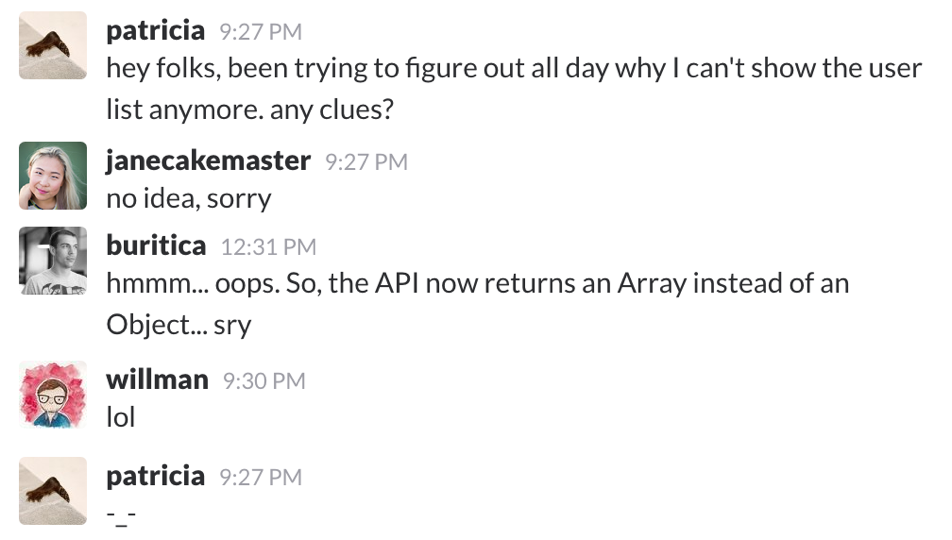 patricia 9:27 PM
hey folks, been trying to figure out all day why I can't show the user
list anymore. any clues?
janecakemaster 9:27 PM
no idea, sorry
buritica 12:31 PM
hmmm... oops. So, the API now returns an Array instead of an
Object... sry
willman 9:30 PM
lol
patricia 9:27 PM
-_-